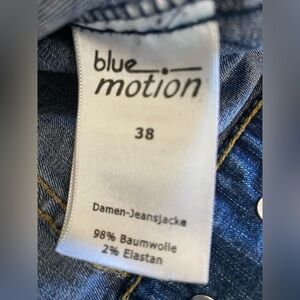 blue
motion
38
Damen-Jeansjacke
98% Baumwolle
2% Elastan